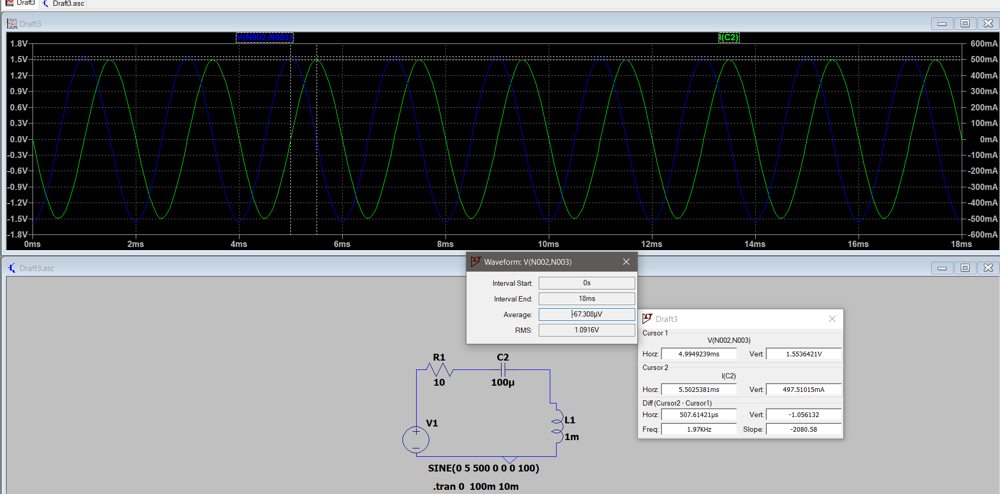 Draft3 Draft3.asc
Draft3
V(N002,N003) I(C2)
1.8V 600mA
1.5V 500mA
1.2V 400mA
0.9V 300mA
0.6V 200mA
0.3V 100mA
0.0V 0mA
-0.3V -100mA
-0.6V -200mA
-0.9V -300mA
-1.2V -400mA
-1.5V -500mA
-1.8V -600mA
0ms 2ms 4ms 6ms 8ms 10ms 12ms 14ms 16ms 18ms
Draft3.asc
Waveform: V(N002,N003)
Interval Start: 0s
Interval End: 18ms
Average: -67.308µV
RMS: 1.0916V
Draft3
Cursor 1
V(N002,N003)
Horz: 4.9949239ms Vert: 1.5536421V
Cursor 2
I(C2)
Horz: 5.5025381ms Vert: 497.51015mA
Diff (Cursor2 - Cursor1)
Horz: 507.61421µs Vert: -1.056132
Freq: 1.97KHz Slope: -2080.58
R1 C2
10 100µ
V1
L1
1m
SINE(0 5 500 0 0 0 100)
.tran 0 100m 10m